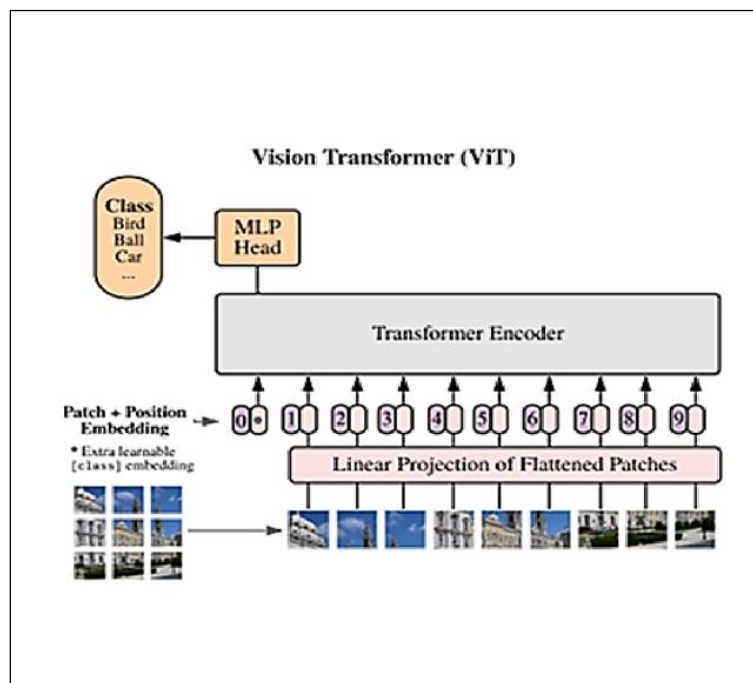 Vision Transformer (ViT)
Class
Bird
Ball
Car
...
MLP
Head
Transformer Encoder
Patch + Position
Embedding
0 * 1 2 3 4 5 6 7 8 9
* Extra learnable
[class] embedding
Linear Projection of Flattened Patches